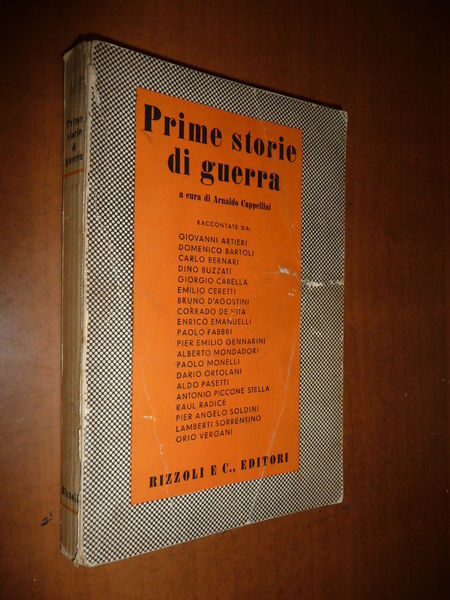 Prime storie
di guerra
a cura di Arnaldo Cappellini
RACCONTATE DA:
GIOVANNI ARTIERI
DOMENICO BARTOLI
CARLO BERNARI
DINO BUZZATI
GIORGIO CABELLA
EMILIO CERETTI
BRUNO D'AGOSTINI
CORRADO DE VITA
ENRICO EMANUELLI
PAOLO FABBRI
PIER EMILIO GENNARINI
ALBERTO MONDADORI
PAOLO MONELLI
DARIO ORTOLANI
ALDO PASETTI
ANTONIO PICCONE STELLA
RAUL RADICE
PIER ANGELO SOLDINI
LAMBERTI SORRENTINO
ORIO VERGANI
RIZZOLI E C., EDITORI
Prime
storie
di
guerra
Rizzoli